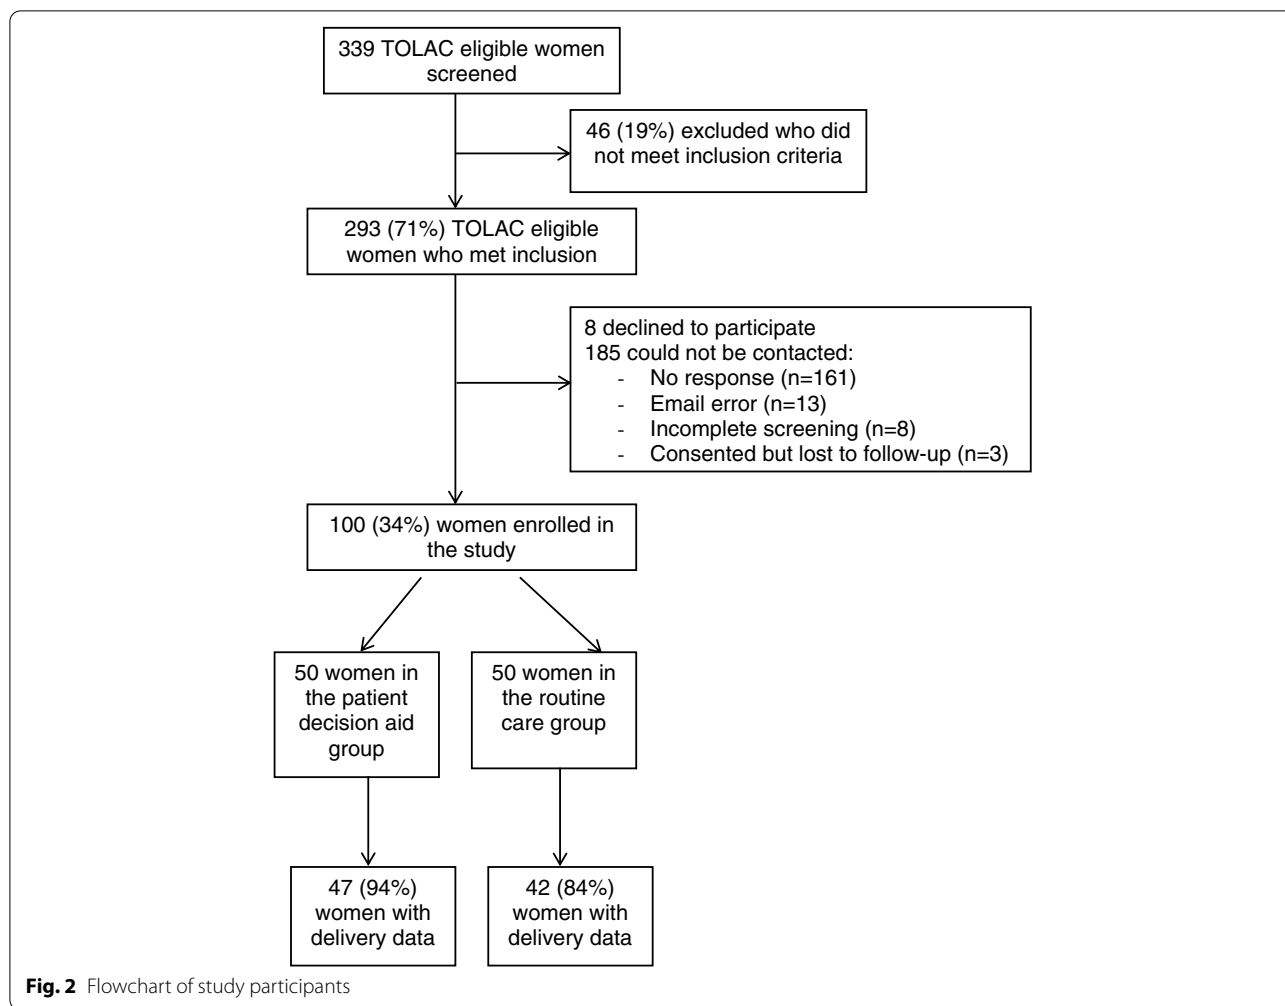 339 TOLAC eligible women
screened
46 (19%) excluded who did
not meet inclusion criteria
293 (71%) TOLAC eligible
women who met inclusion
8 declined to participate
185 could not be contacted:
- No response (n=161)
- Email error (n=13)
- Incomplete screening (n=8)
- Consented but lost to follow-up (n=3)
100 (34%) women enrolled in
the study
50 women in
the patient
decision aid
group
50 women in
the routine
care group
47 (94%)
women with
delivery data
42 (84%)
women with
delivery data
Fig. 2 Flowchart of study participants